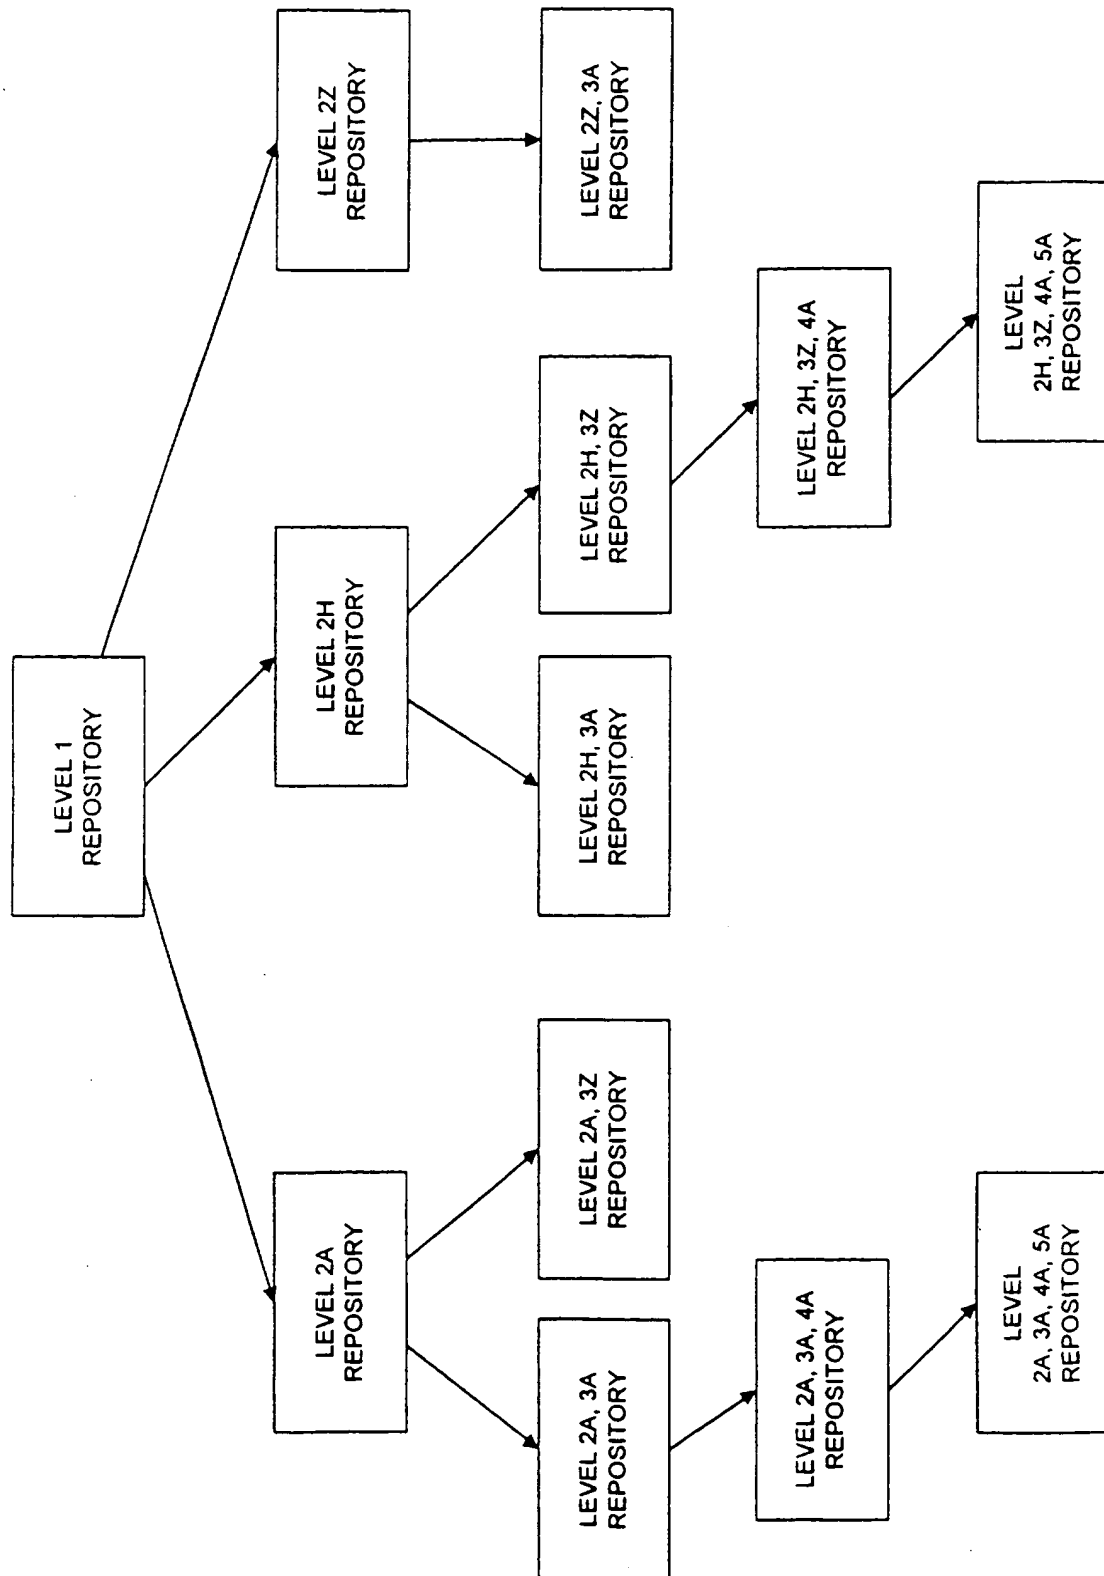 LEVEL 1
REPOSITORY
LEVEL 2A
REPOSITORY
LEVEL 2H
REPOSITORY
LEVEL 2Z
REPOSITORY
LEVEL 2A, 3A
REPOSITORY
LEVEL 2A, 3Z
REPOSITORY
LEVEL 2H, 3A
REPOSITORY
LEVEL 2H, 3Z
REPOSITORY
LEVEL 2Z, 3A
REPOSITORY
LEVEL 2A, 3A, 4A
REPOSITORY
LEVEL 2H, 3Z, 4A
REPOSITORY
LEVEL
2A, 3A, 4A, 5A
REPOSITORY
LEVEL
2H, 3Z, 4A, 5A
REPOSITORY